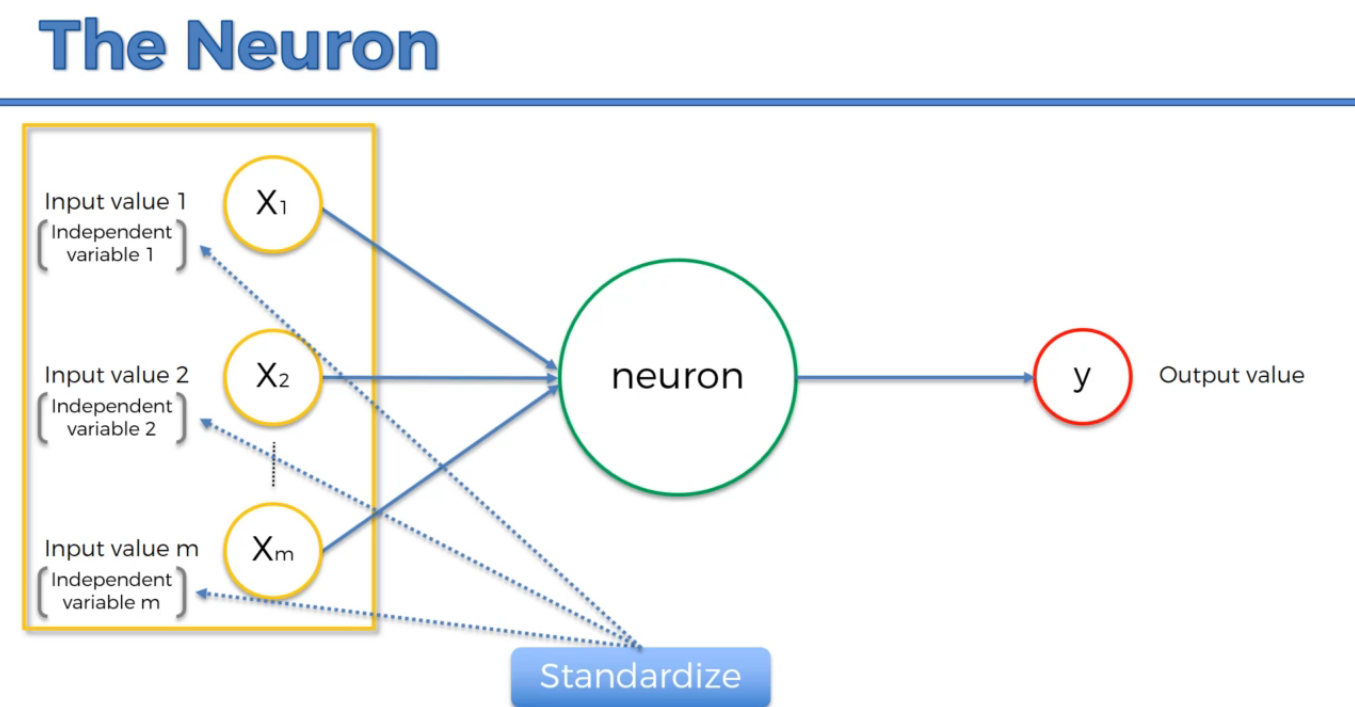 The Neuron
Input value 1
Independent
variable 1
X1
Input value 2
Independent
variable 2
X2
Input value m
Independent
variable m
Xm
neuron
y
Output value
Standardize